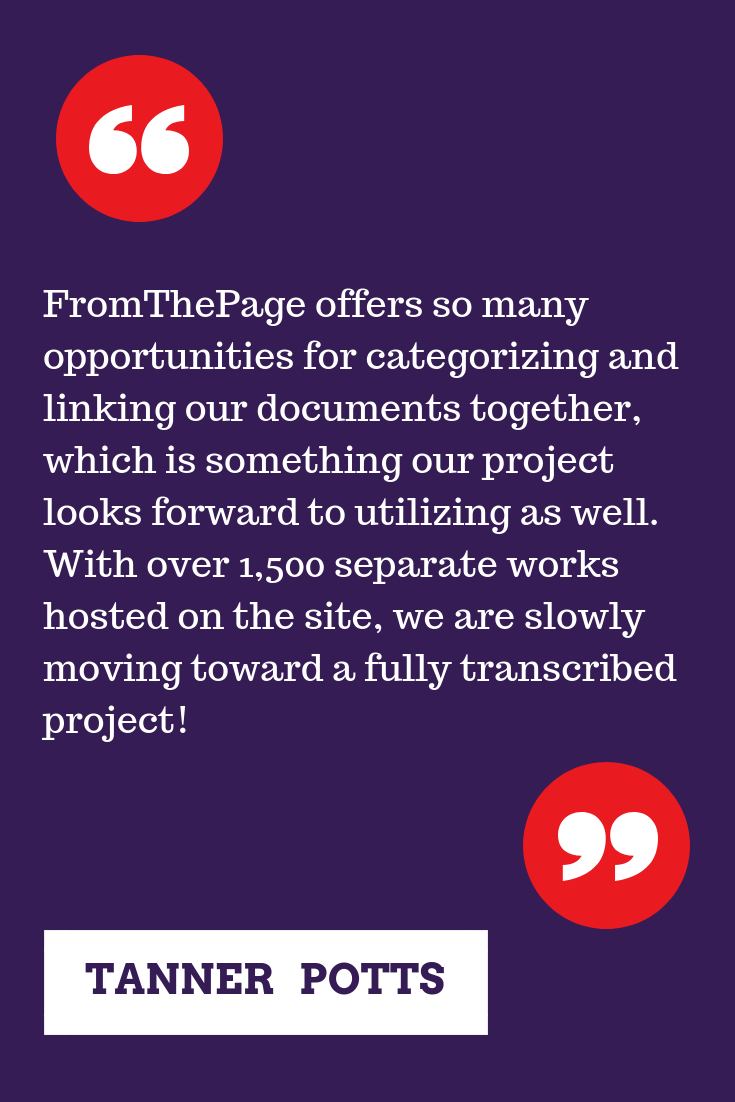 “
FromThePage offers so many
opportunities for categorizing and
linking our documents together,
which is something our project
looks forward to utilizing as well.
With over 1,500 separate works
hosted on the site, we are slowly
moving toward a fully transcribed
project!
”
TANNER POTTS